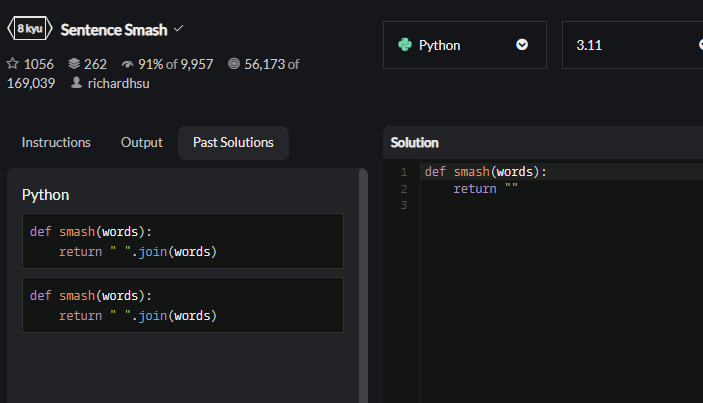 8 kyu Sentence Smash
1056 262 91% of 9,957 56,173 of
169,039 richardhsu
Python 3.11
Instructions Output Past Solutions
Python
def smash(words):
    return " ".join(words)
def smash(words):
    return " ".join(words)
Solution
1 def smash(words):
2     return ""
3